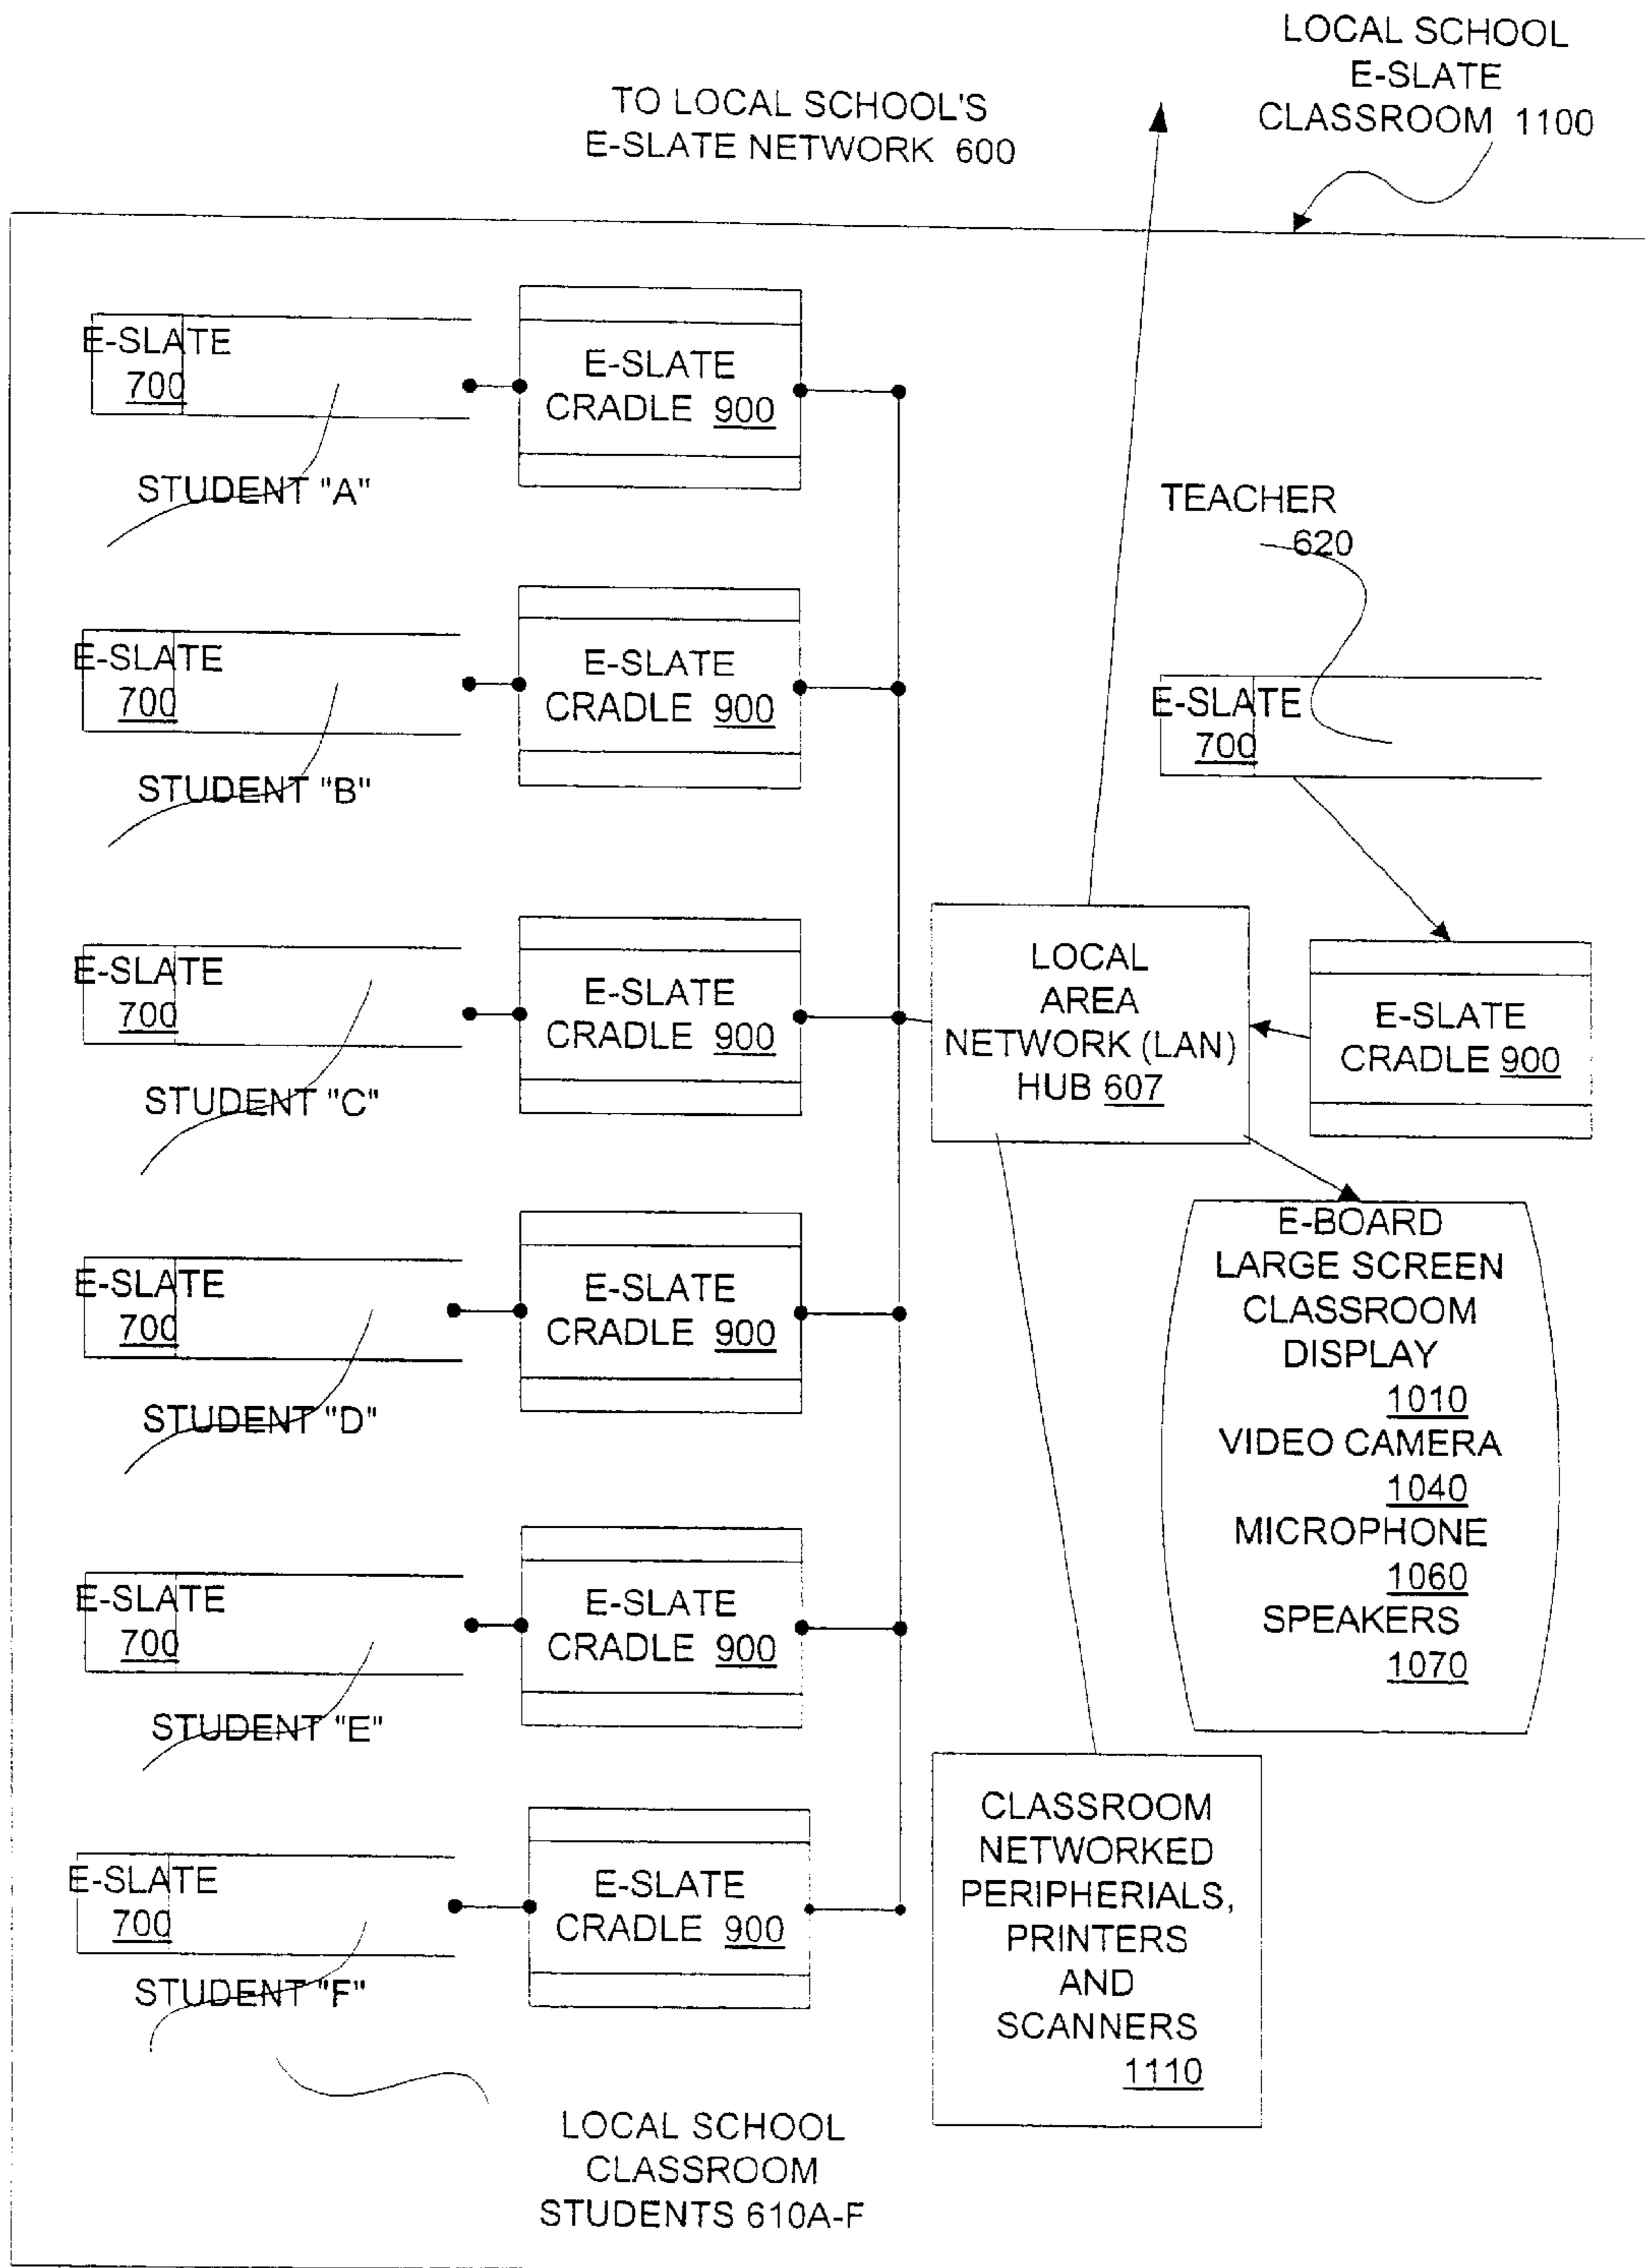 LOCAL SCHOOL
E-SLATE
CLASSROOM 1100
TO LOCAL SCHOOL'S
E-SLATE NETWORK 600
E-SLATE
700
E-SLATE
CRADLE 900
STUDENT "A"
TEACHER
620
E-SLATE
700
E-SLATE
CRADLE 900
STUDENT "B"
E-SLATE
700
E-SLATE
700
E-SLATE
CRADLE 900
STUDENT "C"
LOCAL
AREA
NETWORK (LAN)
HUB 607
E-SLATE
CRADLE 900
E-SLATE
700
E-SLATE
CRADLE 900
STUDENT "D"
E-BOARD
LARGE SCREEN
CLASSROOM
DISPLAY
1010
VIDEO CAMERA
1040
MICROPHONE
1060
SPEAKERS
1070
E-SLATE
700
E-SLATE
CRADLE 900
STUDENT "E"
E-SLATE
700
E-SLATE
CRADLE 900
STUDENT "F"
CLASSROOM
NETWORKED
PERIPHERIALS,
PRINTERS
AND
SCANNERS
1110
LOCAL SCHOOL
CLASSROOM
STUDENTS 610A-F